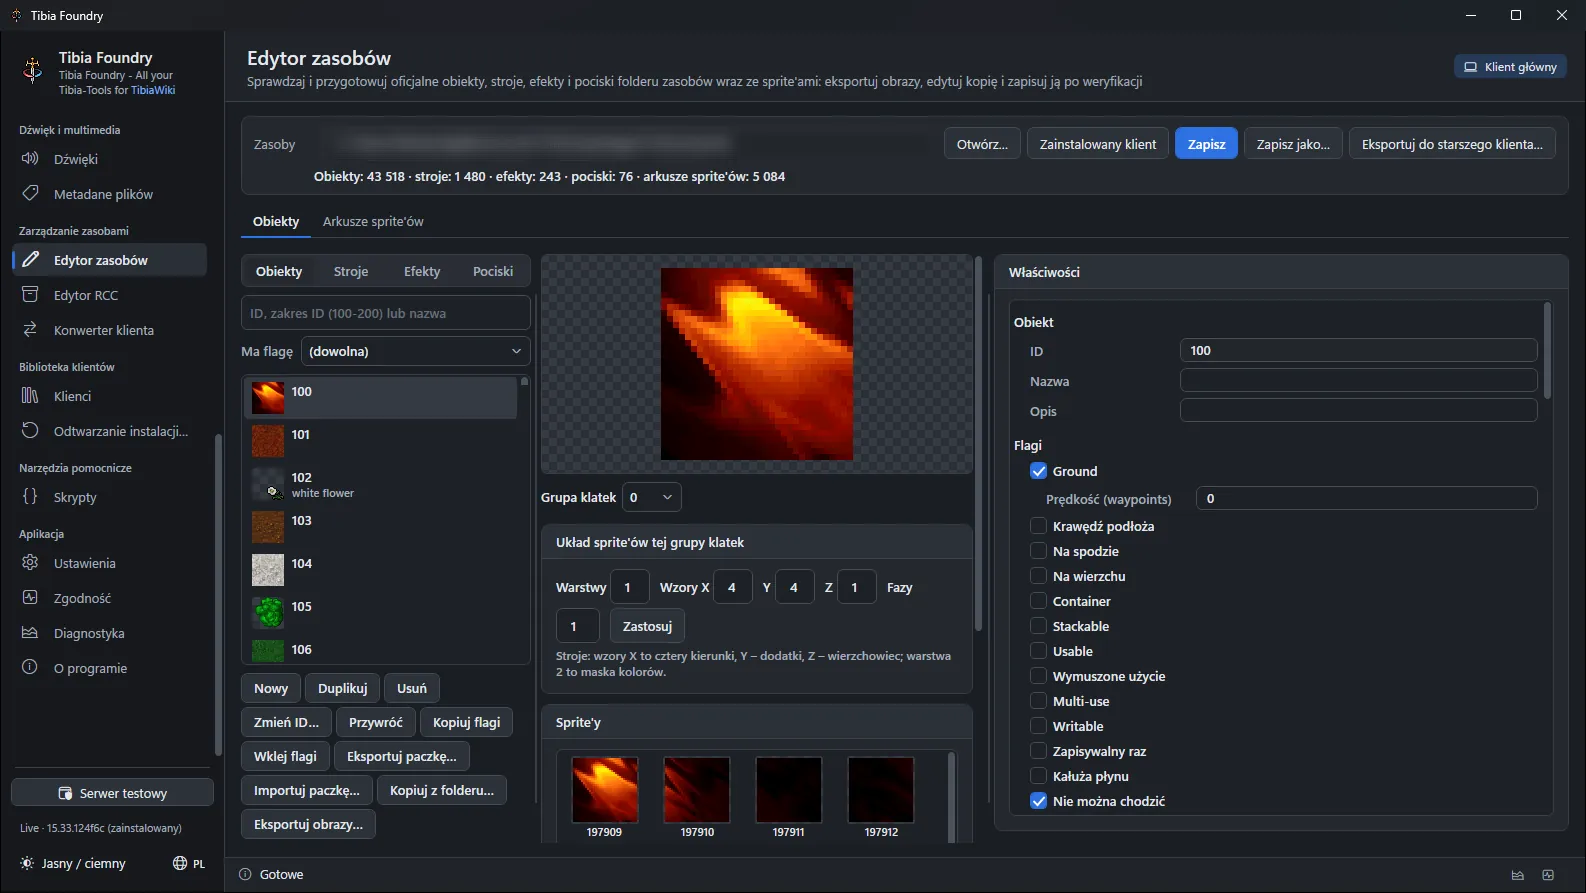 Tibia Foundry
Tibia Foundry
Tibia Foundry - All your
Tibia-Tools for TibiaWiki
Dźwięk i multimedia
Dźwięki
Metadane plików
Zarządzanie zasobami
Edytor zasobów
Edytor RCC
Konwerter klienta
Biblioteka klientów
Klienci
Odtwarzanie instalacji...
Narzędzia pomocnicze
Skrypty
Aplikacja
Ustawienia
Zgodność
Diagnostyka
O programie
Serwer testowy
Live · 15.33.124f6c (zainstalowany)
Jasny / ciemny
PL
Edytor zasobów
Sprawdzaj i przygotowuj oficjalne obiekty, stroje, efekty i pociski folderu zasobów wraz ze sprite'ami: eksportuj obrazy, edytuj kopię i zapisuj ją po weryfikacji
Klient główny
Zasoby
Otwórz... Zainstalowany klient Zapisz Zapisz jako... Eksportuj do starszego klienta...
Obiekty: 43 518 · stroje: 1 480 · efekty: 243 · pociski: 76 · arkusze sprite'ów: 5 084
Obiekty Arkusze sprite'ów
Obiekty Stroje Efekty Pociski
ID, zakres ID (100-200) lub nazwa
Ma flagę (dowolna)
100
101
102
white flower
103
104
105
106
Nowy Duplikuj Usuń
Zmień ID... Przywróć Kopiuj flagi
Wklej flagi Eksportuj paczkę...
Importuj paczkę... Kopiuj z folderu...
Eksportuj obrazy...
Grupa klatek 0
Układ sprite'ów tej grupy klatek
Warstwy 1 Wzory X 4 Y 4 Z 1 Fazy
1 Zastosuj
Stroje: wzory X to cztery kierunki, Y – dodatki, Z – wierzchowiec; warstwa
2 to maska kolorów.
Sprite'y
197909 197910 197911 197912
Właściwości
Obiekt
ID 100
Nazwa
Opis
Flagi
Ground
Prędkość (waypoints) 0
Krawędź podłoża
Na spodzie
Na wierzchu
Container
Stackable
Usable
Wymuszone użycie
Multi-use
Writable
Zapisywalny raz
Kałuża płynu
Nie można chodzić
Gotowe